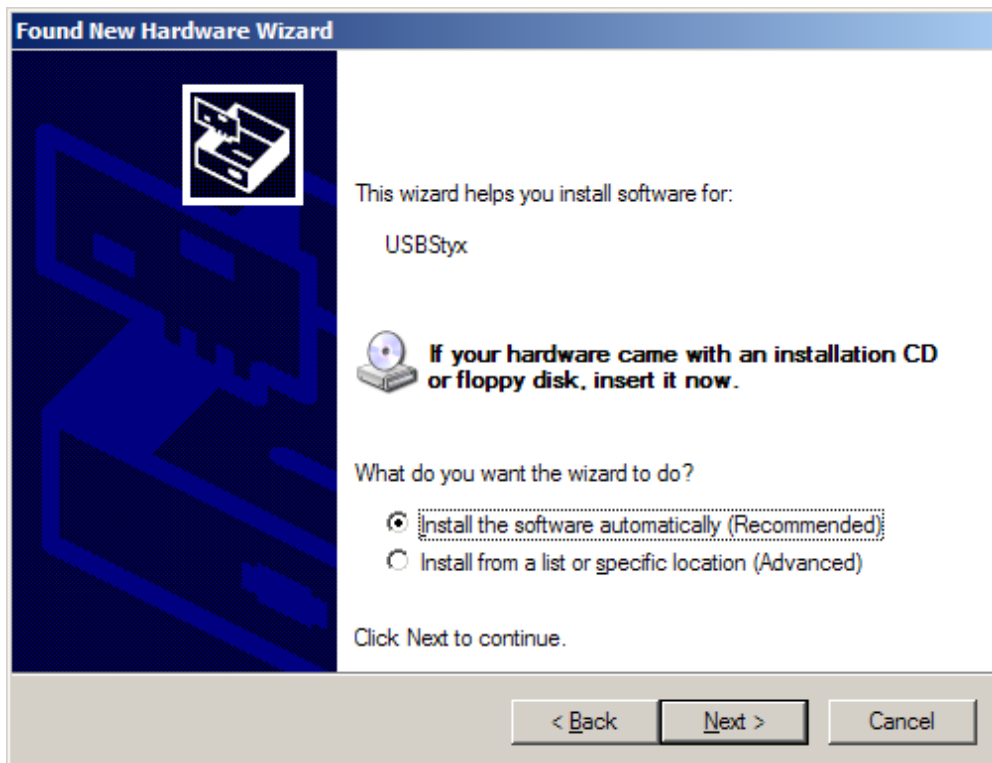 Found New Hardware Wizard
This wizard helps you install software for:
USBStyx
If your hardware came with an installation CD
or floppy disk, insert it now.
What do you want the wizard to do?
Install the software automatically (Recommended)
Install from a list or specific location (Advanced)
Click Next to continue.
< Back
Next >
Cancel